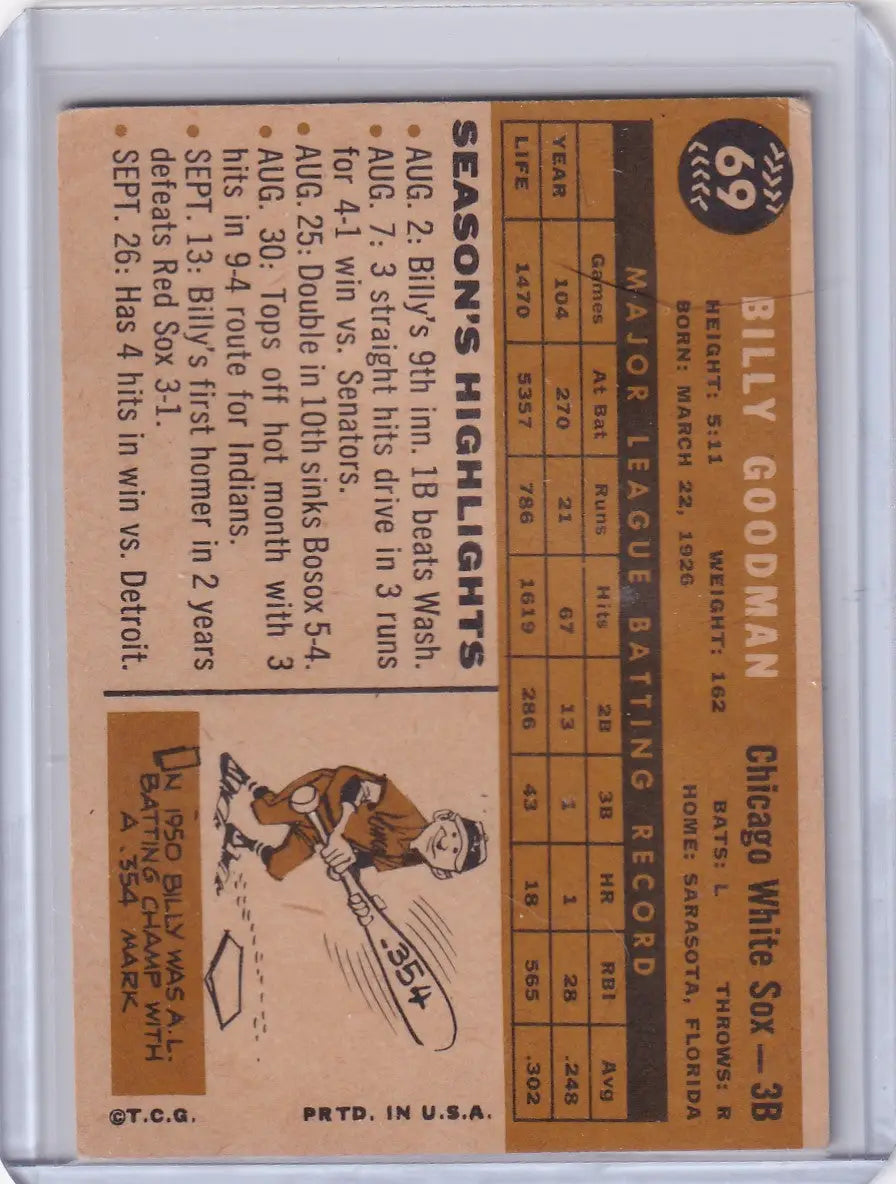 69
BILLY GOODMAN
Chicago White Sox — 3B
HEIGHT: 5:11 WEIGHT: 162 BATS: L THROWS: R
BORN: MARCH 22, 1926 HOME: SARASOTA, FLORIDA
MAJOR LEAGUE BATTING RECORD
Games At Bat Runs Hits 2B 3B HR RBI Avg
YEAR 104 270 21 67 13 1 1 28 .248
LIFE 1470 5357 786 1619 286 43 18 565 .302
SEASON'S HIGHLIGHTS
• AUG. 2: Billy's 9th inn. 1B beats Wash.
• AUG. 7: 3 straight hits drive in 3 runs
for 4-1 win vs. Senators.
• AUG. 25: Double in 10th sinks Bosox 5-4.
• AUG. 30: Tops off hot month with 3
hits in 9-4 route for Indians.
• SEPT. 13: Billy's first homer in 2 years
defeats Red Sox 3-1.
• SEPT. 26: Has 4 hits in win vs. Detroit.
.354
IN 1950 BILLY WAS A.L.
BATTING CHAMP WITH
A .354 MARK
©T.C.G. PRTD. IN U.S.A.